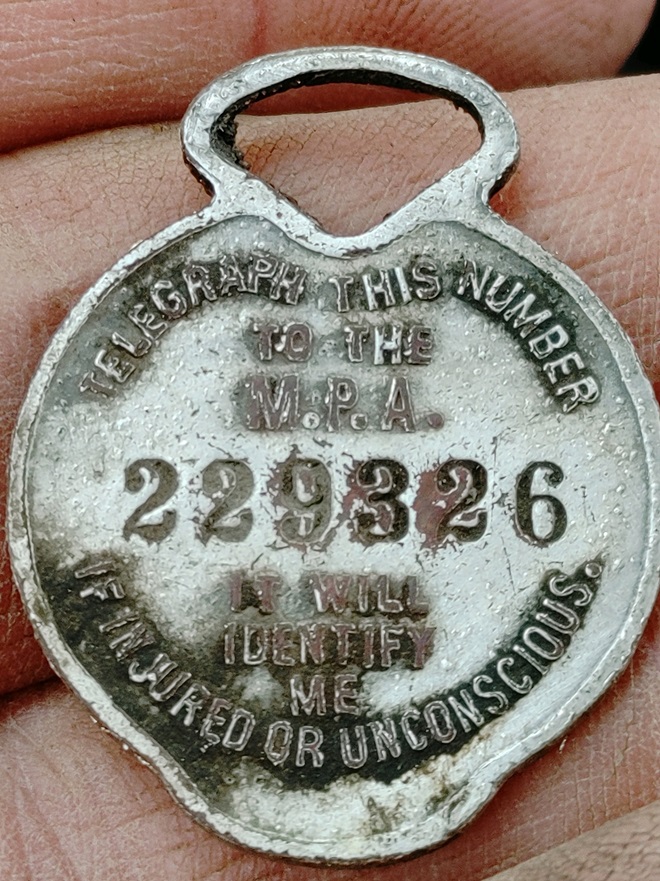 TELEGRAPH THIS NUMBER
TO THE
M.P.A.
229326
IT WILL
IDENTIFY
ME
IF INJURED OR UNCONSCIOUS.